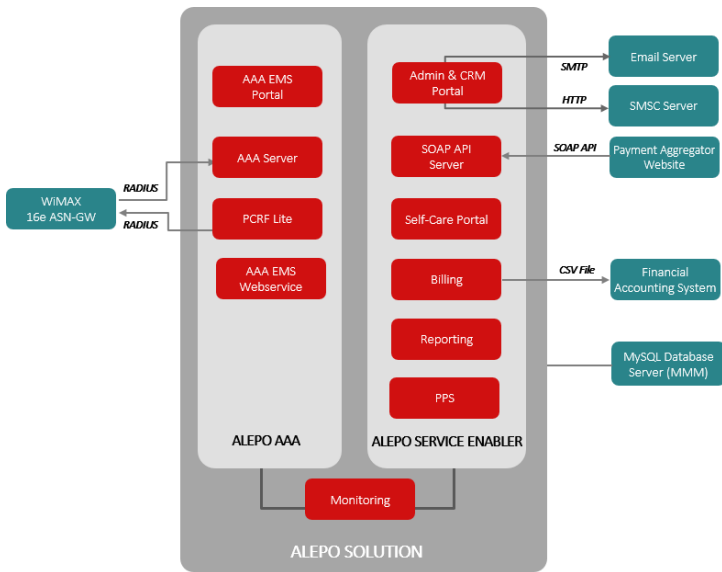 AAA EMS
Portal
AAA Server
PCRF Lite
AAA EMS
Webservice
ALEPO AAA
Admin & CRM
Portal
SOAP API
Server
Self-Care Portal
Billing
Reporting
PPS
ALEPO SERVICE ENABLER
Monitoring
ALEPO SOLUTION
WiMAX
16e ASN-GW
RADIUS
RADIUS
SMTP
HTTP
SOAP API
CSV File
Email Server
SMSC Server
Payment Aggregator
Website
Financial
Accounting System
MySQL Database
Server (MMM)